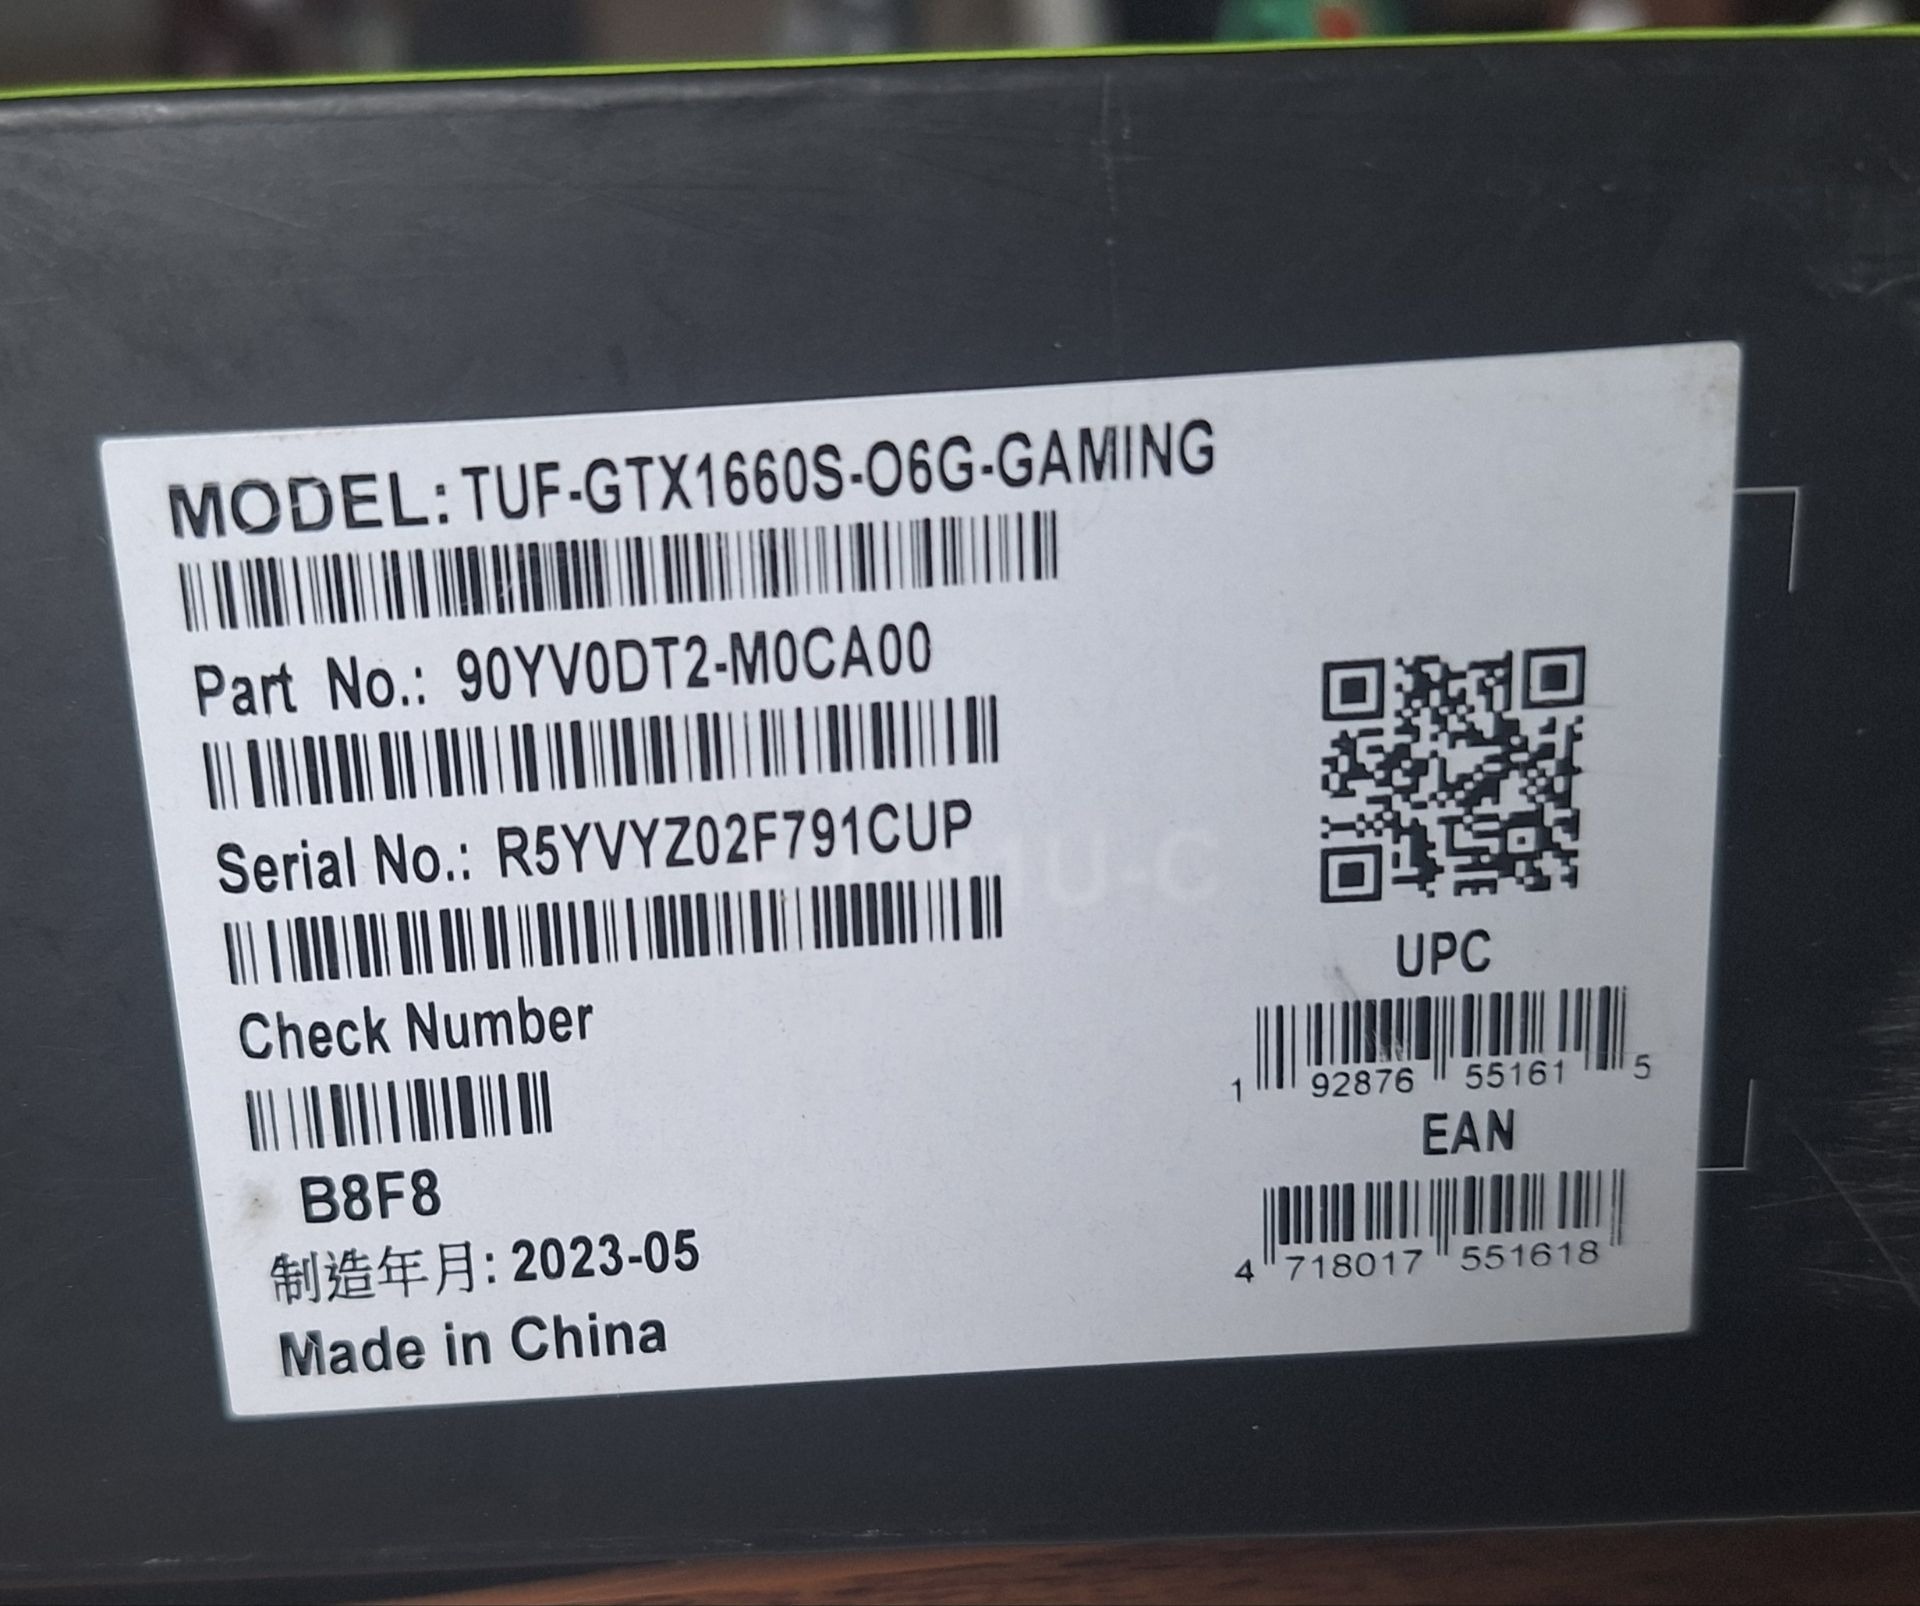 MODEL: TUF-GTX1660S-O6G-GAMING
Part No.: 90YV0DT2-M0CA00
Serial No.: R5YVYZ02F791CUP
Check Number
B8F8
制造年月: 2023-05
Made in China
UPC
1 92876 55161 5
EAN
4 718017 551618